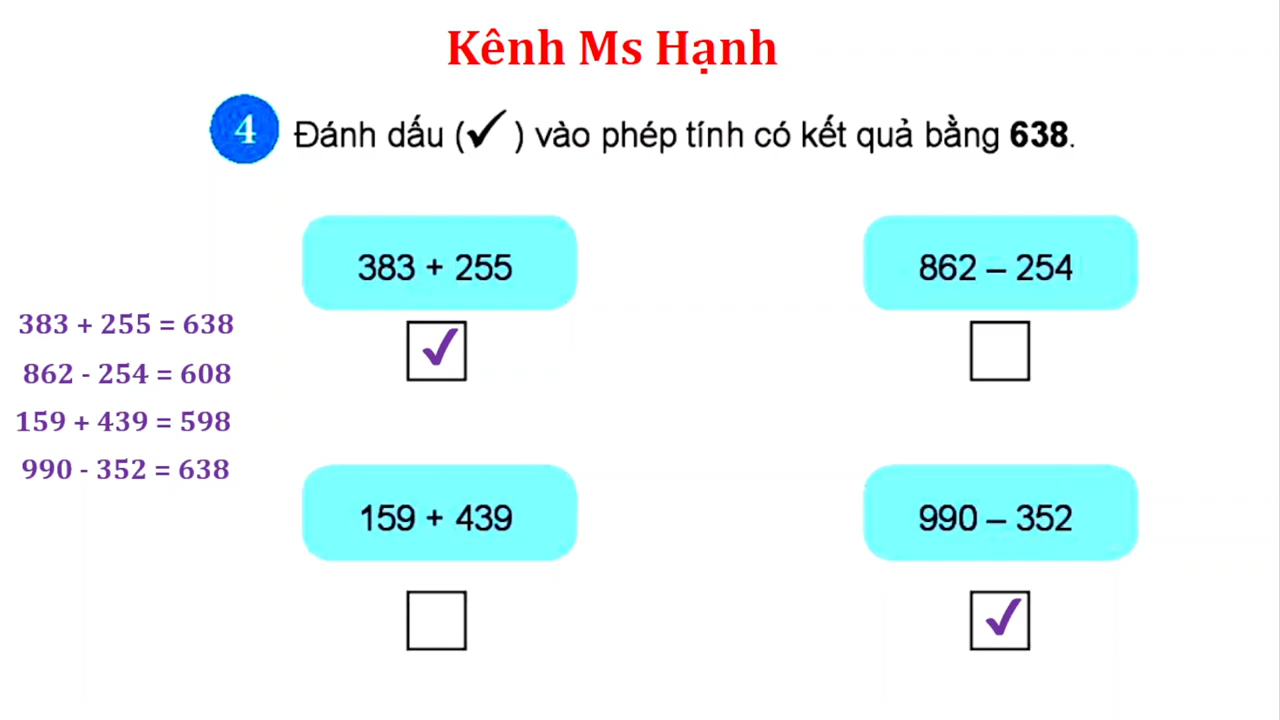 Kênh Ms Hạnh
4 Đánh dấu (✓) vào phép tính có kết quả bằng 638.
383 + 255
862 – 254
383 + 255 = 638
✓
862 - 254 = 608
159 + 439 = 598
990 - 352 = 638
159 + 439
990 – 352
✓